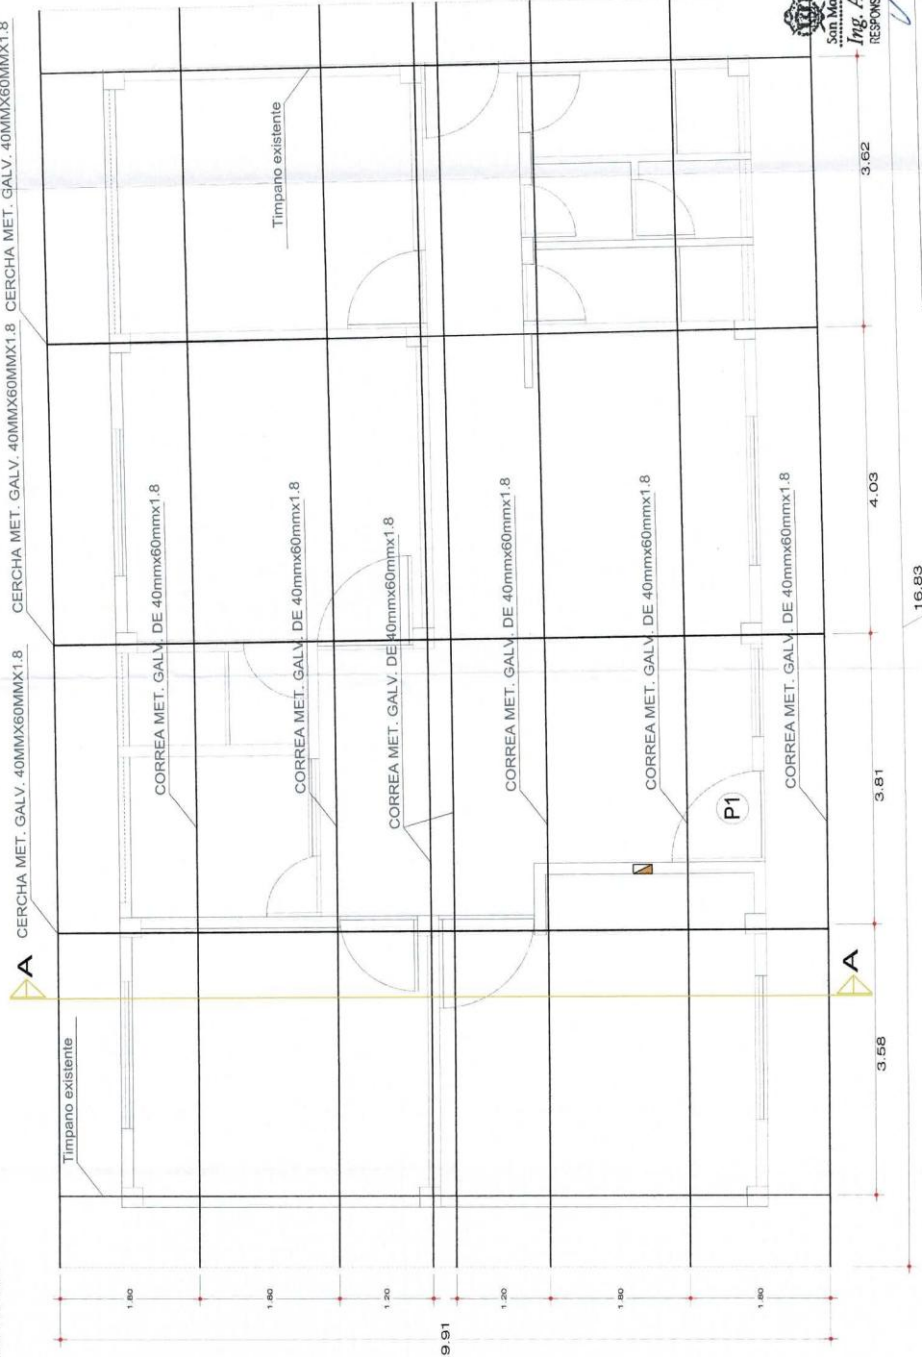 CERCHA MET. GALV. 40MMX60MMX1.8
CERCHA MET. GALV. 40MMX60MMX1.8
CERCHA MET. GALV. 40MMX60MMX1.8
San
Ing. A
RESPONS
A
Timpano existente
Timpano existente
CORREA MET. GALV. DE 40mmx60mmx1.8
CORREA MET. GALV. DE 40mmx60mmx1.8
CORREA MET. GALV. DE 40mmx60mmx1.8
CORREA MET. GALV. DE 40mmx60mmx1.8
CORREA MET. GALV. DE 40mmx60mmx1.8
CORREA MET. GALV. DE 40mmx60mmx1.8
P1
A
3.58
3.81
4.03
3.62
16.83
1.80
1.80
1.20
1.20
1.80
1.80
9.91